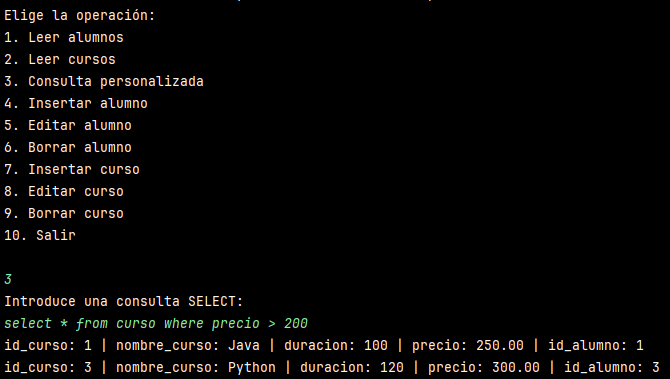 Elige la operación:
1. Leer alumnos
2. Leer cursos
3. Consulta personalizada
4. Insertar alumno
5. Editar alumno
6. Borrar alumno
7. Insertar curso
8. Editar curso
9. Borrar curso
10. Salir
3
Introduce una consulta SELECT:
select * from curso where precio > 200
id_curso: 1 | nombre_curso: Java | duracion: 100 | precio: 250.00 | id_alumno: 1
id_curso: 3 | nombre_curso: Python | duracion: 120 | precio: 300.00 | id_alumno: 3